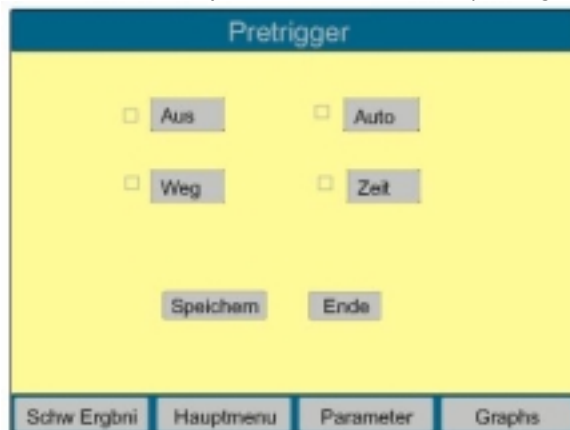 Pretrigger
Aus Auto
Weg Zeit
Speichern Ende
Schw Ergbni Hauptmenu Parameter Graphs